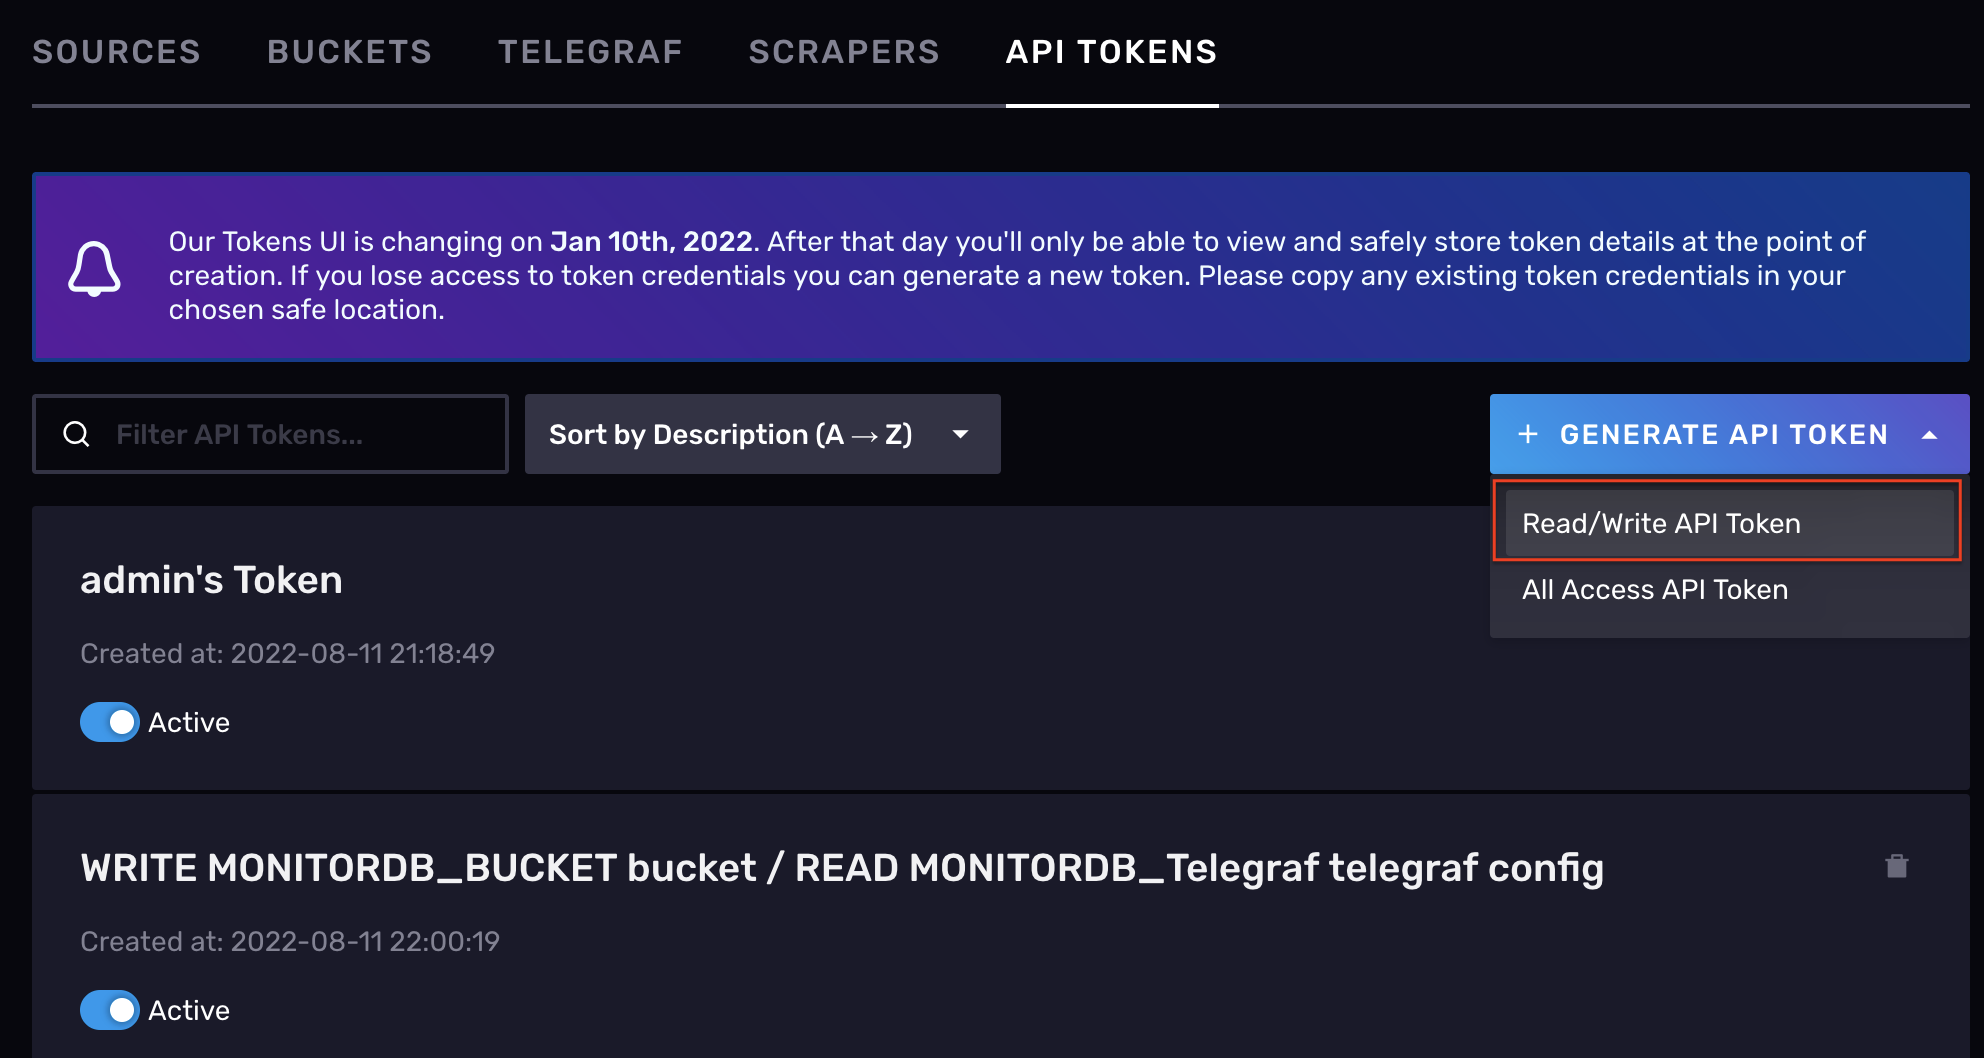 SOURCES BUCKETS TELEGRAF SCRAPERS API TOKENS
Our Tokens UI is changing on Jan 10th, 2022. After that day you'll only be able to view and safely store token details at the point of
creation. If you lose access to token credentials you can generate a new token. Please copy any existing token credentials in your
chosen safe location.
Filter API Tokens... Sort by Description (A → Z) + GENERATE API TOKEN
Read/Write API Token
All Access API Token
admin's Token
Created at: 2022-08-11 21:18:49
Active
WRITE MONITORDB_BUCKET bucket / READ MONITORDB_Telegraf telegraf config
Created at: 2022-08-11 22:00:19
Active